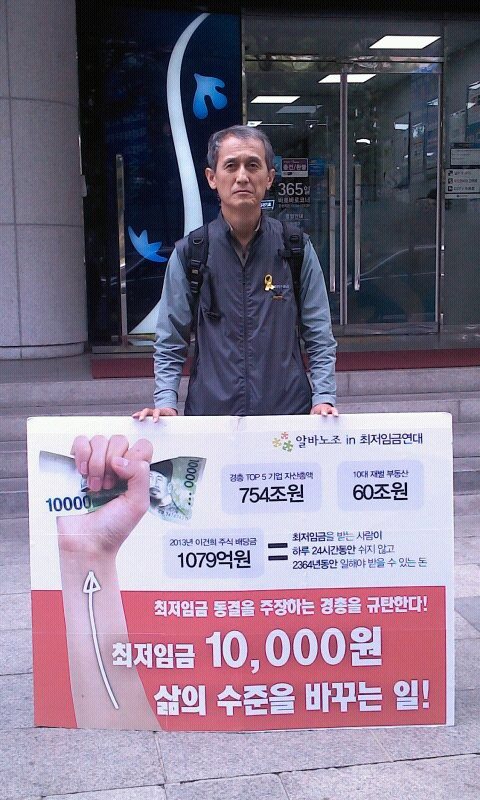 365일
알바노조 in 최저임금연대
경총 TOP 5 기업 자산총액
754조원
10대 재벌 부동산
60조원
10000
2013년 이건희 주식 배당금
1079억원
=
최저임금을 받는 사람이
하루 24시간동안 쉬지 않고
2364년동안 일해야 받을 수 있는 돈
최저임금 동결을 주장하는 경총을 규탄한다!
최저임금 10,000원
삶의 수준을 바꾸는 일!